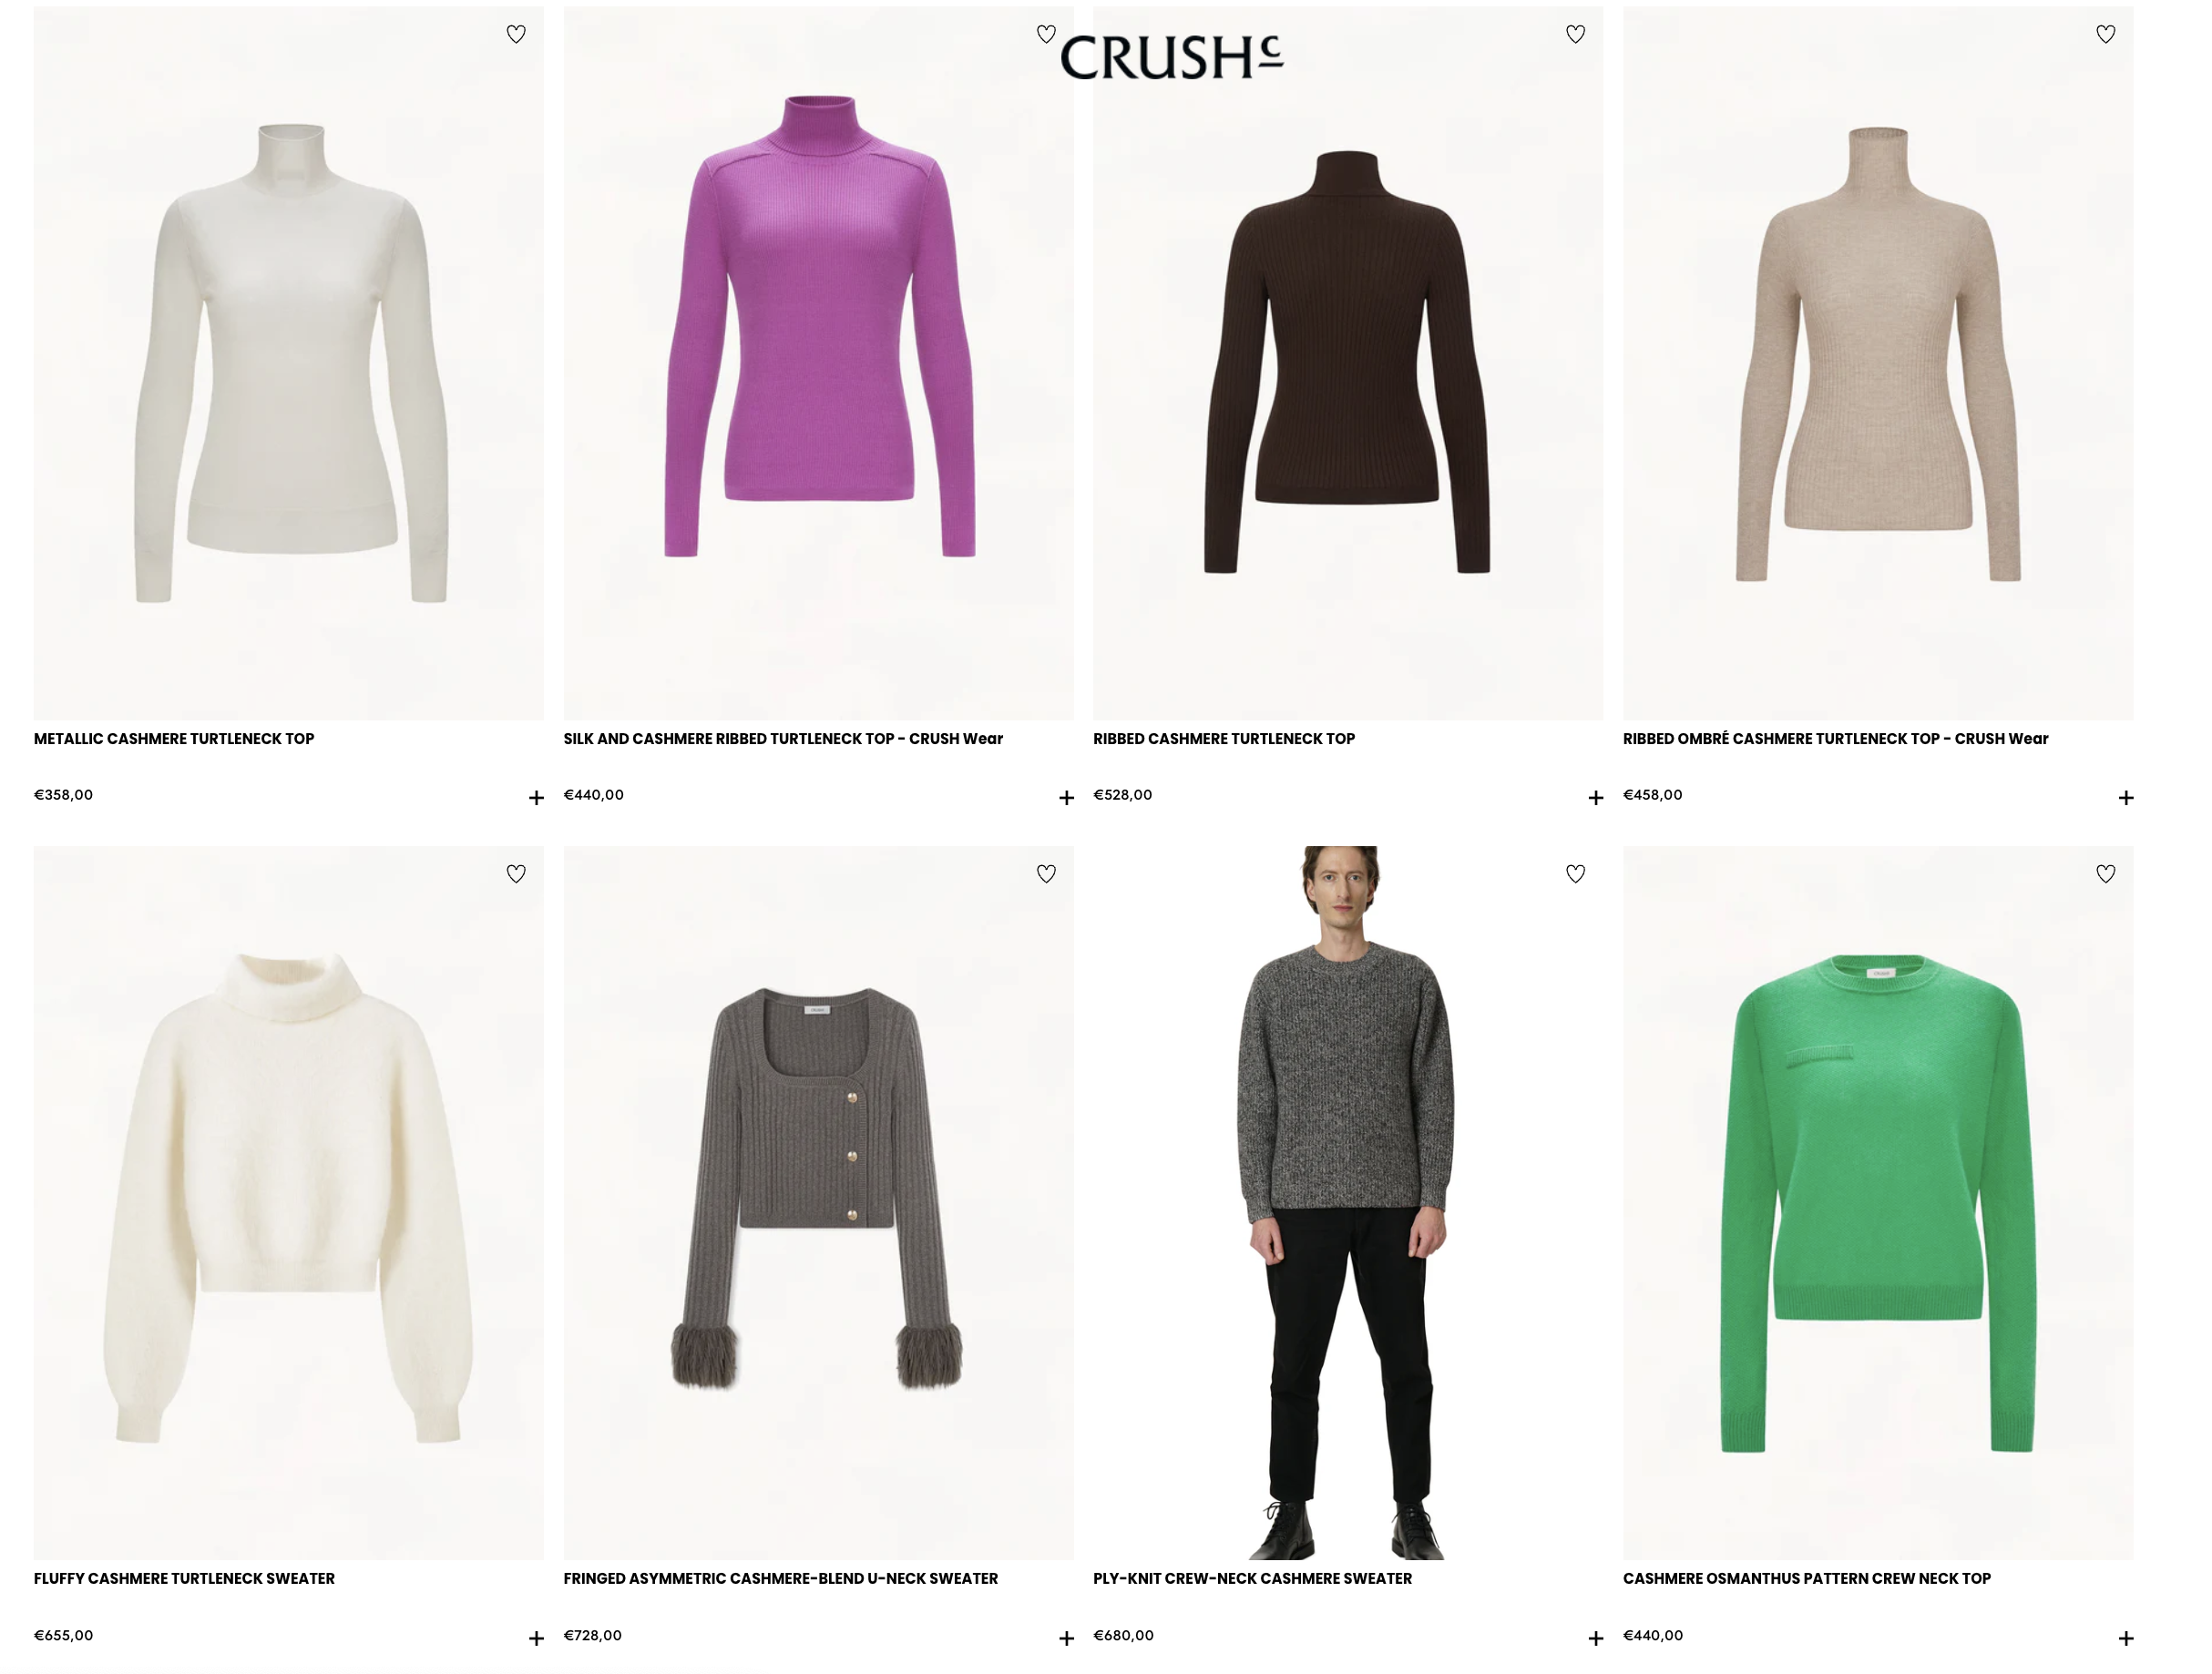 CRUSHᶜ
METALLIC CASHMERE TURTLENECK TOP
€358,00
SILK AND CASHMERE RIBBED TURTLENECK TOP - CRUSH Wear
€440,00
RIBBED CASHMERE TURTLENECK TOP
€528,00
RIBBED OMBRÉ CASHMERE TURTLENECK TOP - CRUSH Wear
€458,00
FLUFFY CASHMERE TURTLENECK SWEATER
€655,00
FRINGED ASYMMETRIC CASHMERE-BLEND U-NECK SWEATER
€728,00
PLY-KNIT CREW-NECK CASHMERE SWEATER
€680,00
CASHMERE OSMANTHUS PATTERN CREW NECK TOP
€440,00